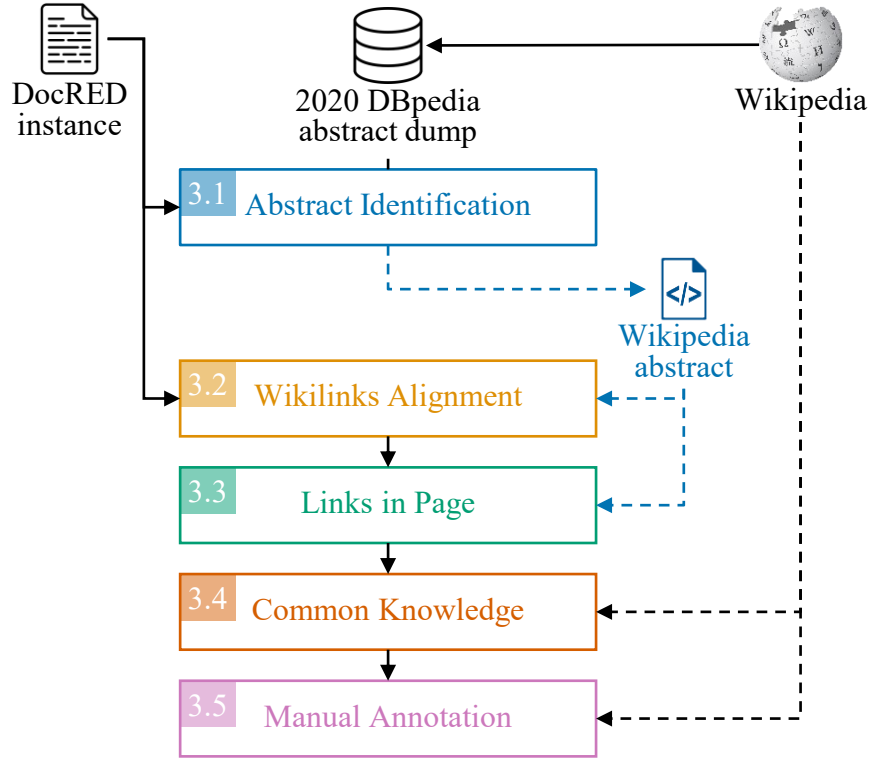 DocRED
instance
2020 DBpedia
abstract dump
Wikipedia
3.1
Abstract Identification
</>
Wikipedia
abstract
3.2
Wikilinks Alignment
3.3
Links in Page
3.4
Common Knowledge
3.5
Manual Annotation